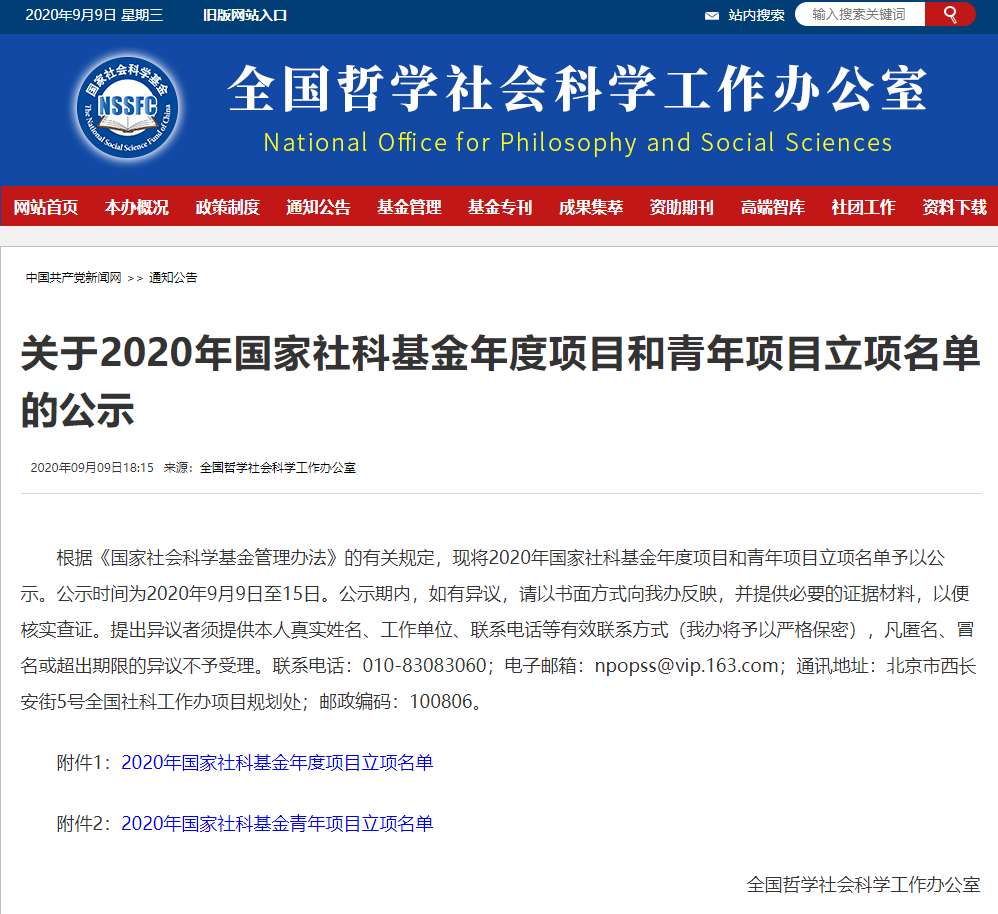 2020年9月9日 星期三 旧版网站入口 站内搜索 输入搜索关键词
国家社会科学基金
NSSFC
The National Social Science Fund of China
全国哲学社会科学工作办公室
National Office for Philosophy and Social Sciences
网站首页 本办概况 政策制度 通知公告 基金管理 基金专刊 成果集萃 资助期刊 高端智库 社团工作 资料下载
中国共产党新闻网 >> 通知公告
关于2020年国家社科基金年度项目和青年项目立项名单
的公示
2020年09月09日18:15 来源：全国哲学社会科学工作办公室
根据《国家社会科学基金管理办法》的有关规定，现将2020年国家社科基金年度项目和青年项目立项名单予以公
示。公示时间为2020年9月9日至15日。公示期内，如有异议，请以书面方式向我办反映，并提供必要的证据材料，以便
核实查证。提出异议者须提供本人真实姓名、工作单位、联系电话等有效联系方式（我办将予以严格保密），凡匿名、冒
名或超出期限的异议不予受理。联系电话：010-83083060；电子邮箱：npopss@vip.163.com；通讯地址：北京市西长
安街5号全国社科工作办项目规划处；邮政编码：100806。
附件1：2020年国家社科基金年度项目立项名单
附件2：2020年国家社科基金青年项目立项名单
全国哲学社会科学工作办公室